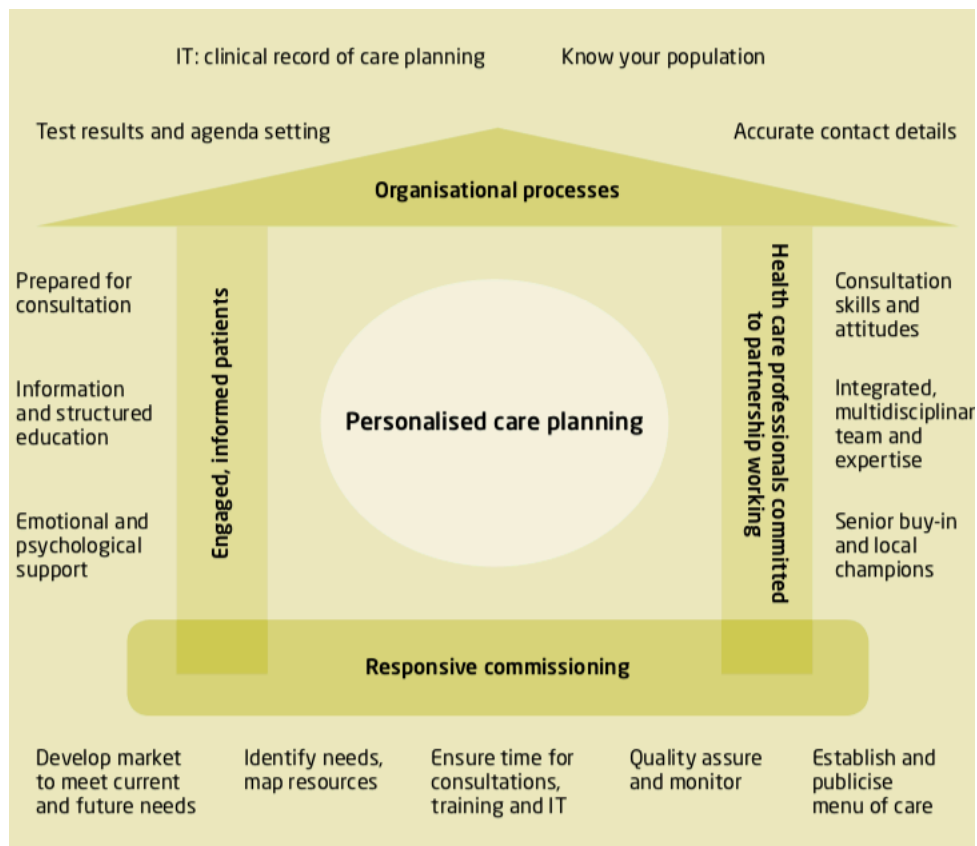 IT: clinical record of care planning
Know your population
Test results and agenda setting
Accurate contact details
Organisational processes
Prepared for
consultation
Information
and structured
education
Emotional and
psychological
support
Engaged, informed patients
Personalised care planning
Health care professionals committed
to partnership working
Consultation
skills and
attitudes
Integrated,
multidisciplinar
team and
expertise
Senior buy-in
and local
champions
Responsive commissioning
Develop market
to meet current
and future needs
Identify needs,
map resources
Ensure time for
consultations,
training and IT
Quality assure
and monitor
Establish and
publicise
menu of care